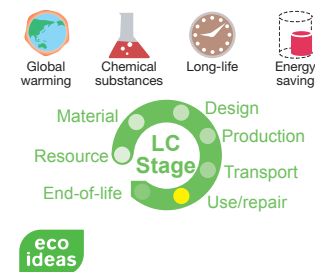 Global
warming
Chemical
substances
Long-life
Energy
saving
Material
Design
Production
Resource
LC
Stage
Transport
End-of-life
Use/repair
eco
ideas